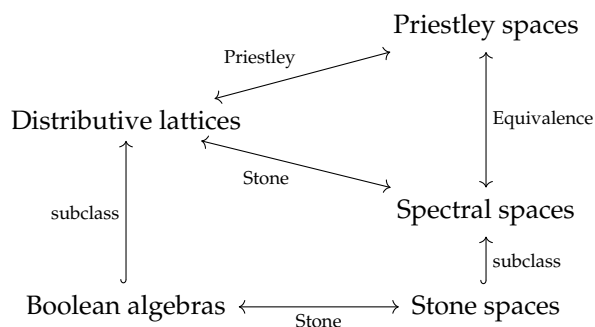 Priestley spaces
Priestley
Distributive lattices
Equivalence
Stone
subclass
Spectral spaces
subclass
Boolean algebras
Stone
Stone spaces